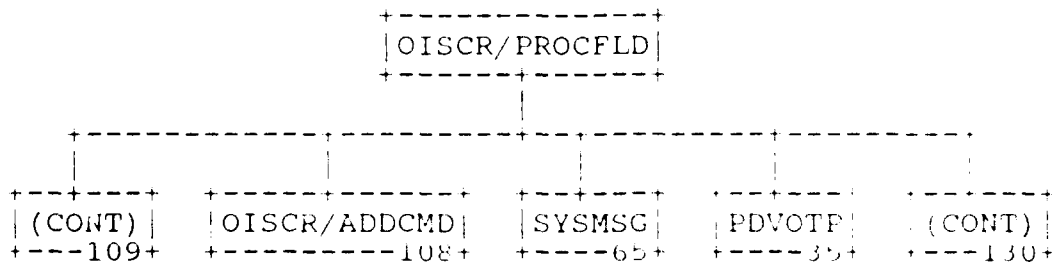 OISCR/PROCFLD
(CONT) OISCR/ADDCMD SYSMSG PDVOTP (CONT)
109 108 65 35 130